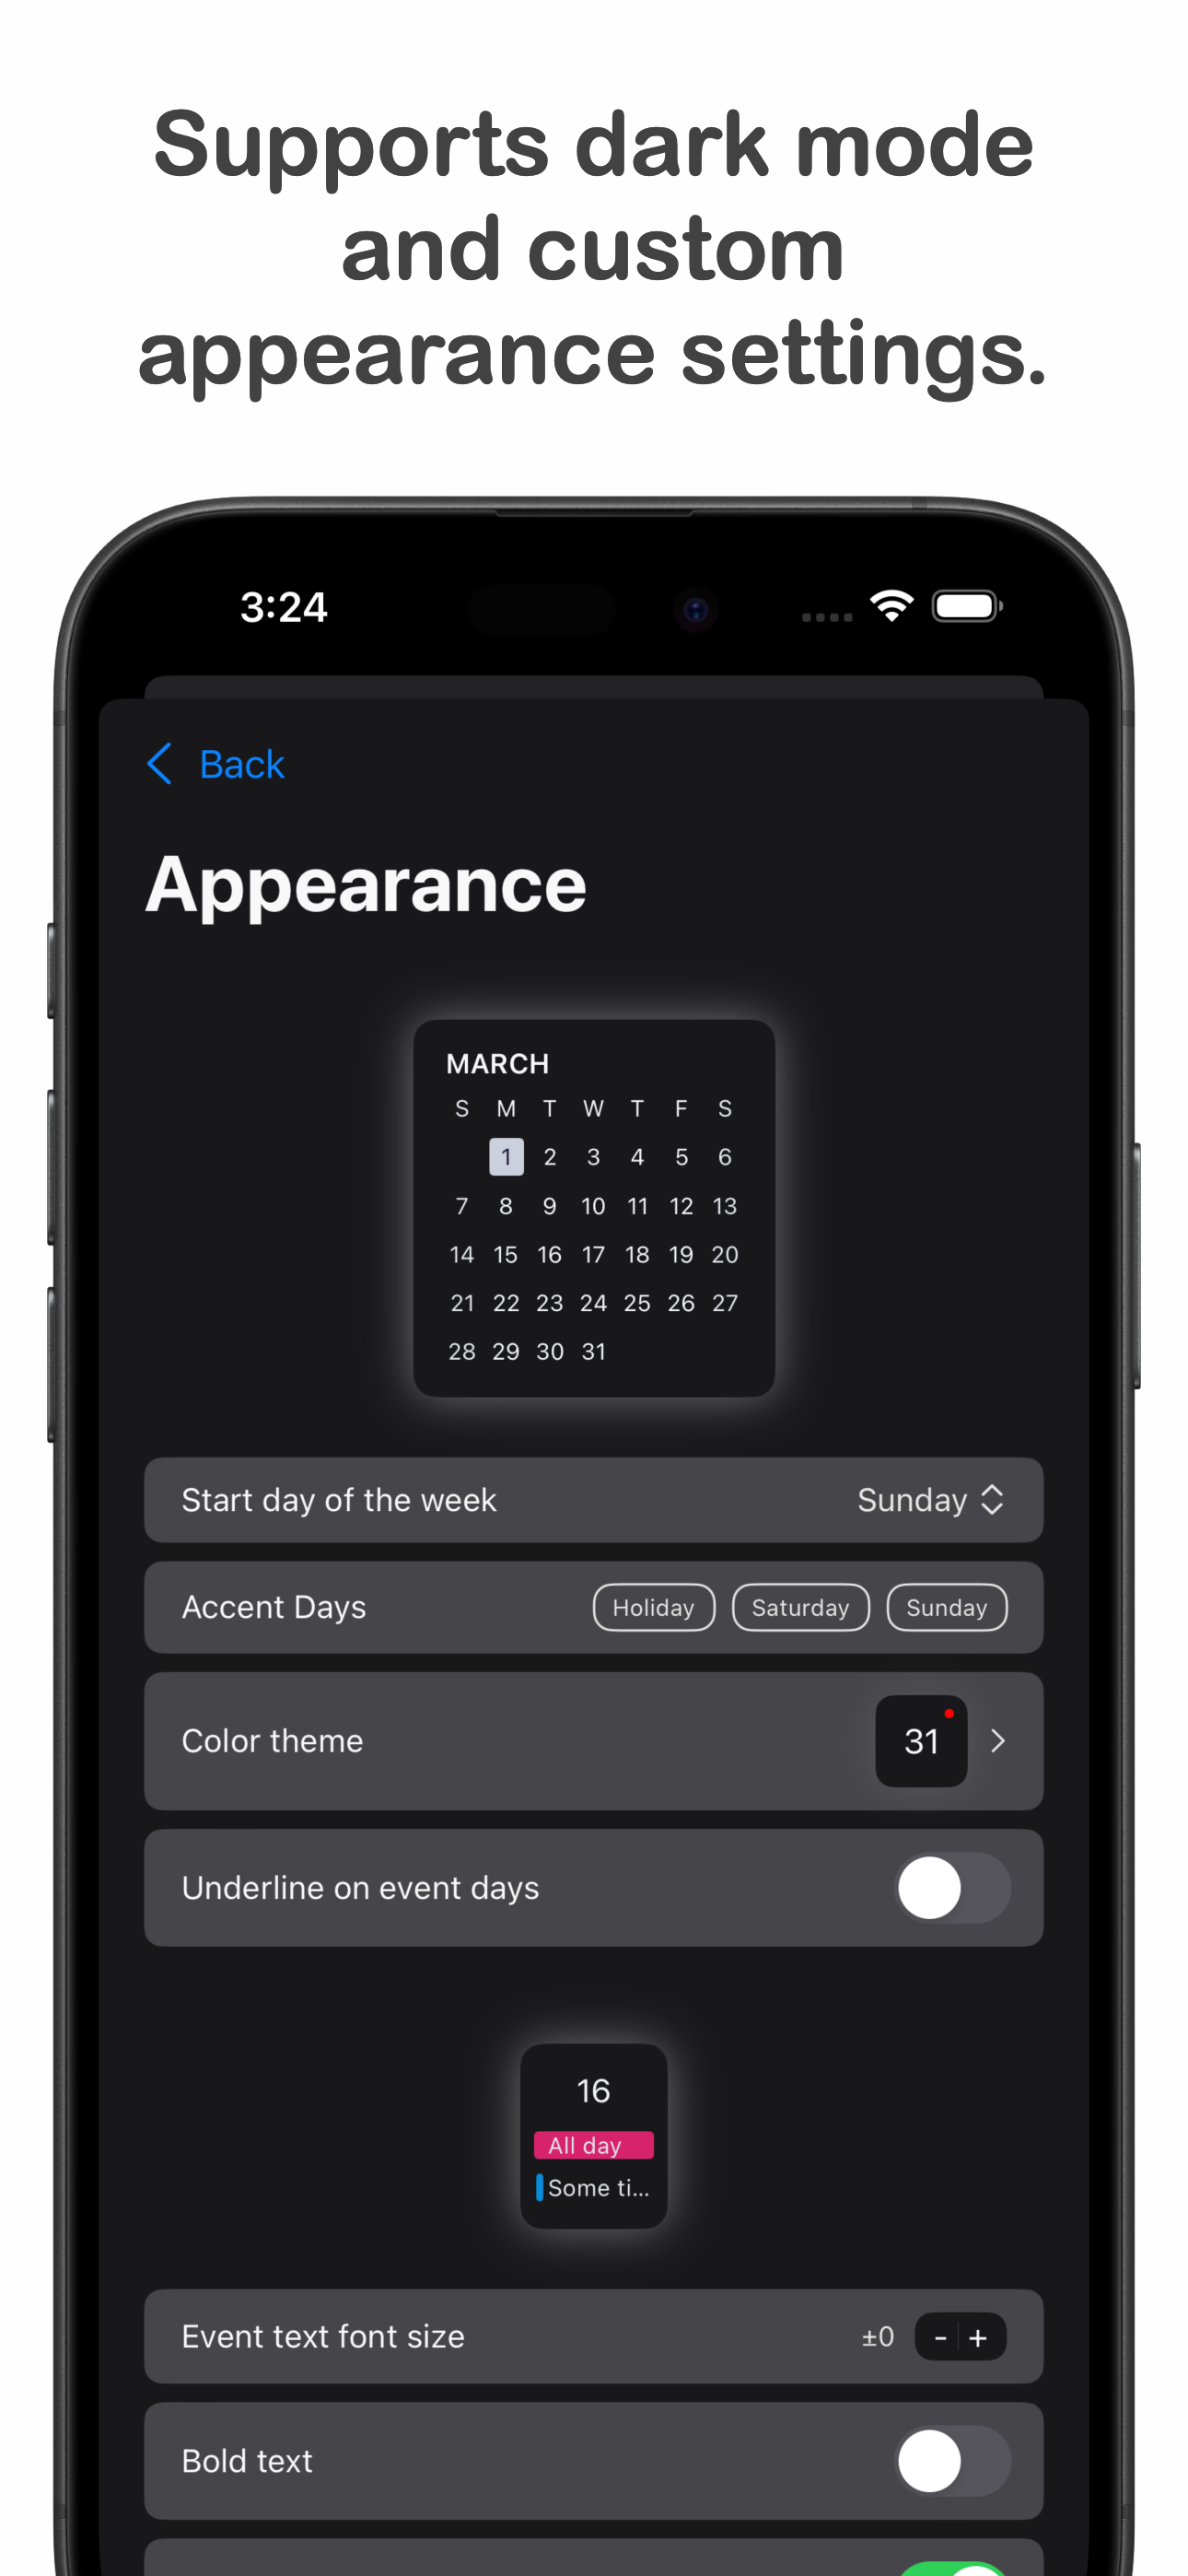 Supports dark mode
and custom
appearance settings.
3:24
Back
Appearance
MARCH
S M T W T F S
1 2 3 4 5 6
7 8 9 10 11 12 13
14 15 16 17 18 19 20
21 22 23 24 25 26 27
28 29 30 31
Start day of the week Sunday
Accent Days Holiday Saturday Sunday
Color theme 31
Underline on event days
16
All day
Some ti...
Event text font size ±0 - +
Bold text